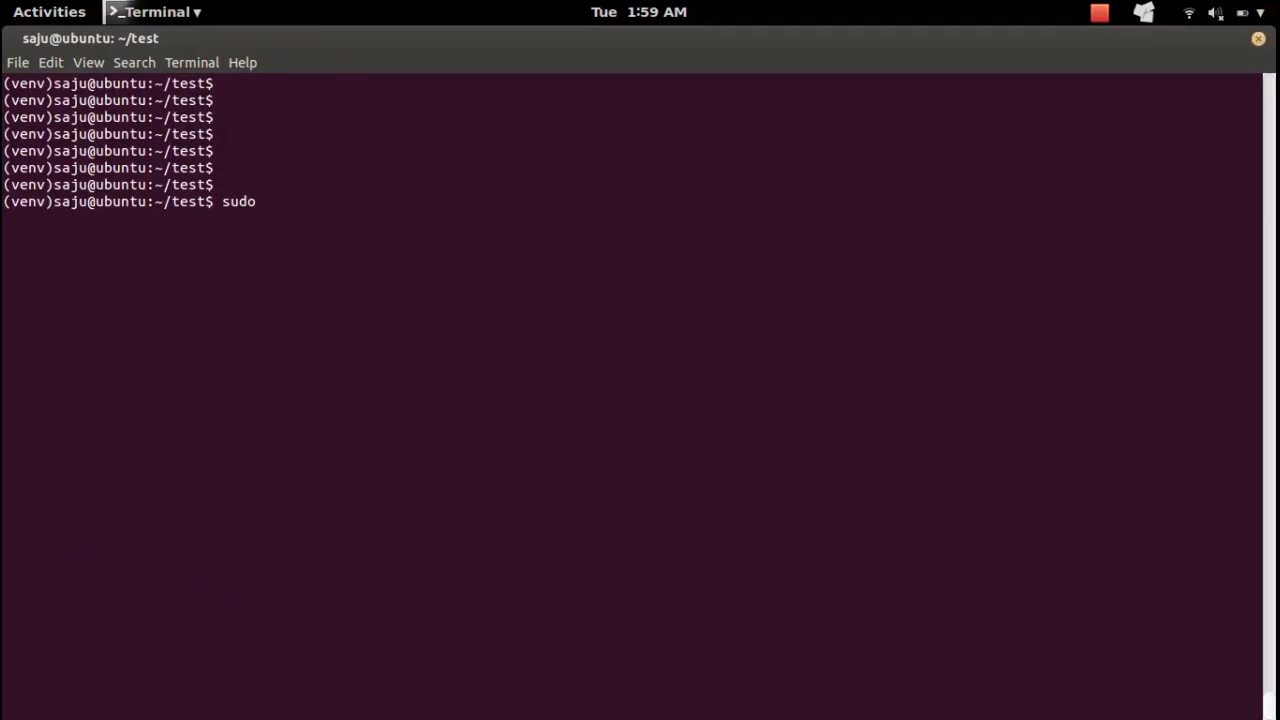 Activities >_Terminal ▾ Tue 1:59 AM
saju@ubuntu: ~/test
File Edit View Search Terminal Help
(venv)saju@ubuntu:~/test$
(venv)saju@ubuntu:~/test$
(venv)saju@ubuntu:~/test$
(venv)saju@ubuntu:~/test$
(venv)saju@ubuntu:~/test$
(venv)saju@ubuntu:~/test$
(venv)saju@ubuntu:~/test$
(venv)saju@ubuntu:~/test$ sudo